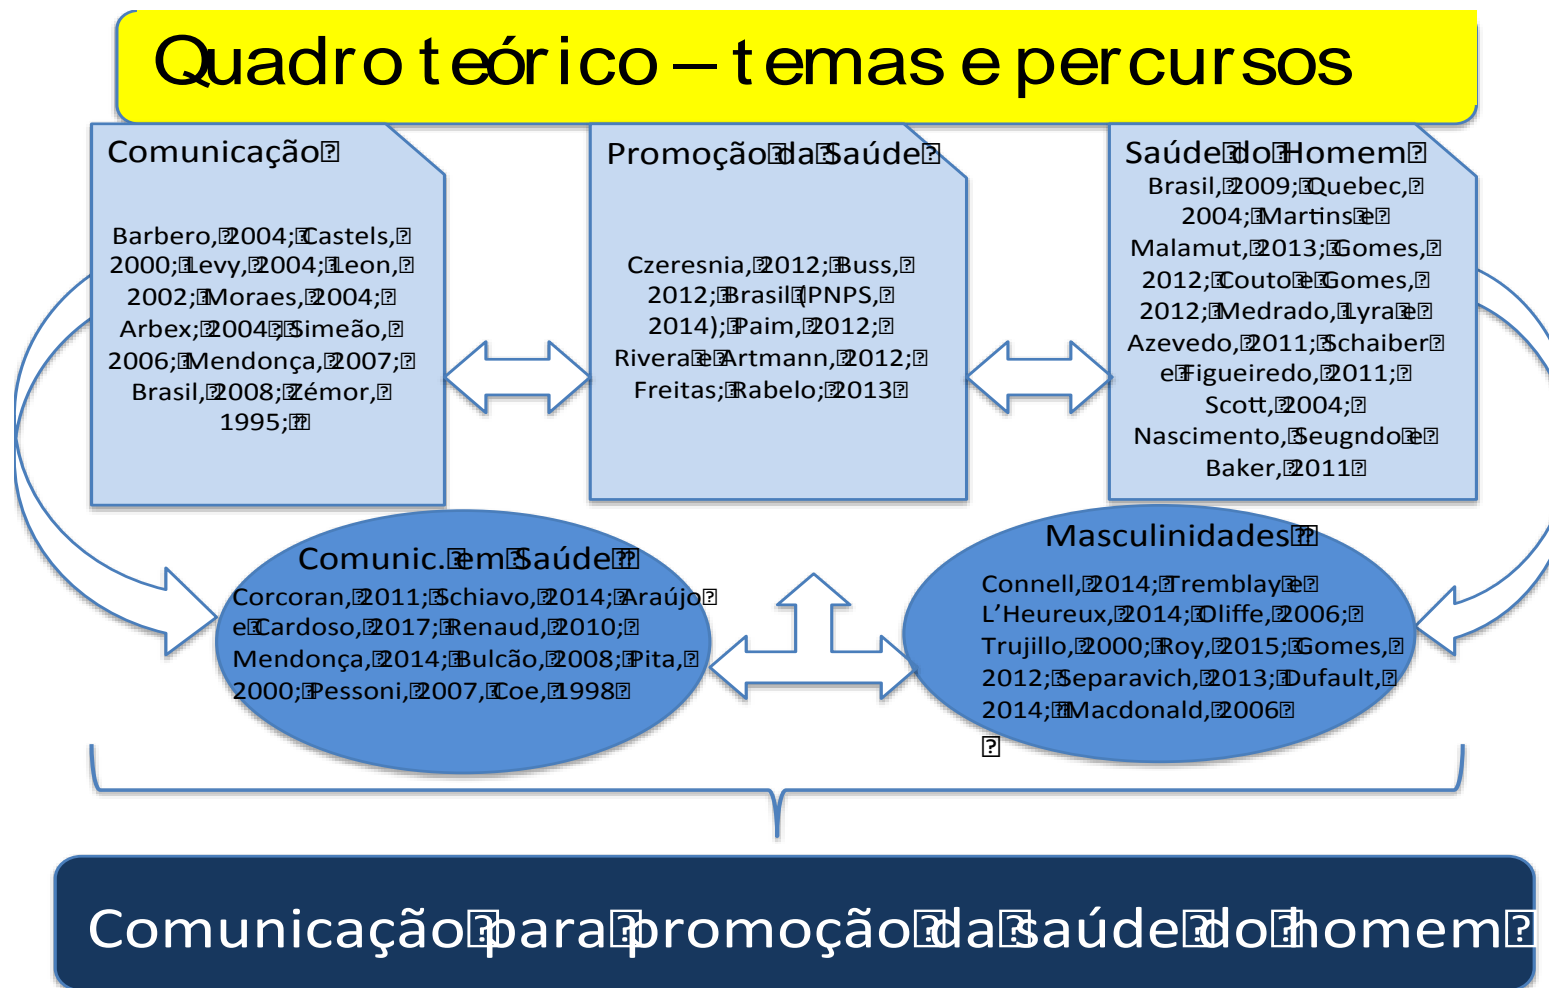 Quadro teórico – temas e percursos
Comunicação
Barbero, 2004; Castels,
2000; Levy, 2004; Leon,
2002; Moraes, 2004;
Arbex; 2004; Simeão,
2006; Mendonça, 2007;
Brasil, 2008; Zémor,
1995;
Promoção da Saúde
Czeresnia, 2012; Buss,
2012; Brasil (PNPS,
2014); Paim, 2012;
Rivera e Artmann, 2012;
Freitas; Rabelo; 2013
Saúde do Homem
Brasil, 2009; Quebec,
2004; Martins e
Malamut, 2013; Gomes,
2012; Couto e Gomes,
2012; Medrado, Lyra e
Azevedo, 2011; Schaiber
e Figueiredo, 2011;
Scott, 2004;
Nascimento, Seugndo e
Baker, 2011
Comunic. em Saúde
Corcoran, 2011; Schiavo, 2014; Araújo
e Cardoso, 2017; Renaud, 2010;
Mendonça, 2014; Bulcão, 2008; Pita,
2000; Pessoni, 2007, Coe, 1998
Masculinidades
Connell, 2014; Tremblay e
L'Heureux, 2014; Oliffe, 2006;
Trujillo, 2000; Roy, 2015; Gomes,
2012; Separavich, 2013; Dufault,
2014; Macdonald, 2006
Comunicação para promoção da saúde do homem